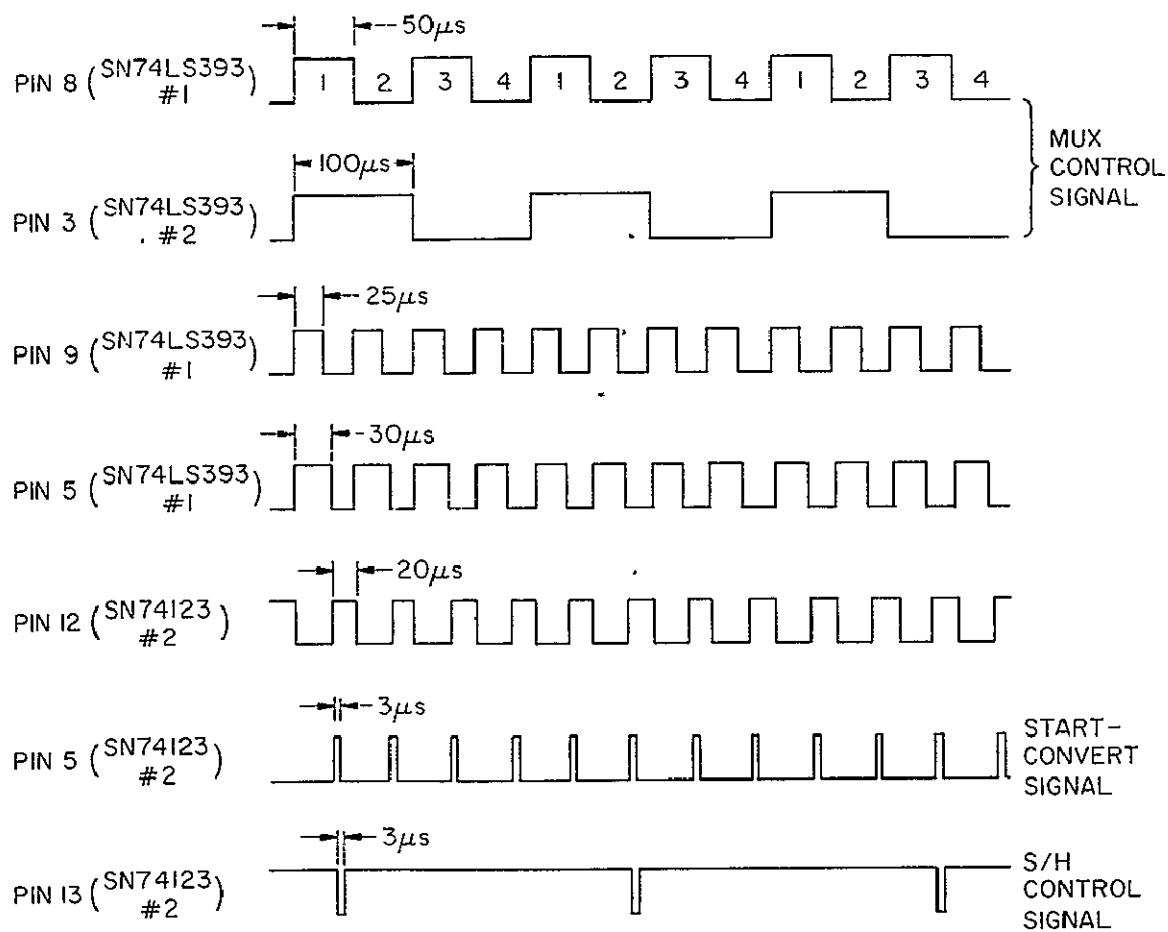 50μs
PIN 8 (SN74LS393 #1)
1 2 3 4 1 2 3 4 1 2 3 4
100μs
PIN 3 (SN74LS393 #2)
MUX
CONTROL
SIGNAL
25μs
PIN 9 (SN74LS393 #1)
30μs
PIN 5 (SN74LS393 #1)
20μs
PIN 12 (SN74123 #2)
3μs
PIN 5 (SN74123 #2)
START-
CONVERT
SIGNAL
3μs
PIN 13 (SN74123 #2)
S/H
CONTROL
SIGNAL